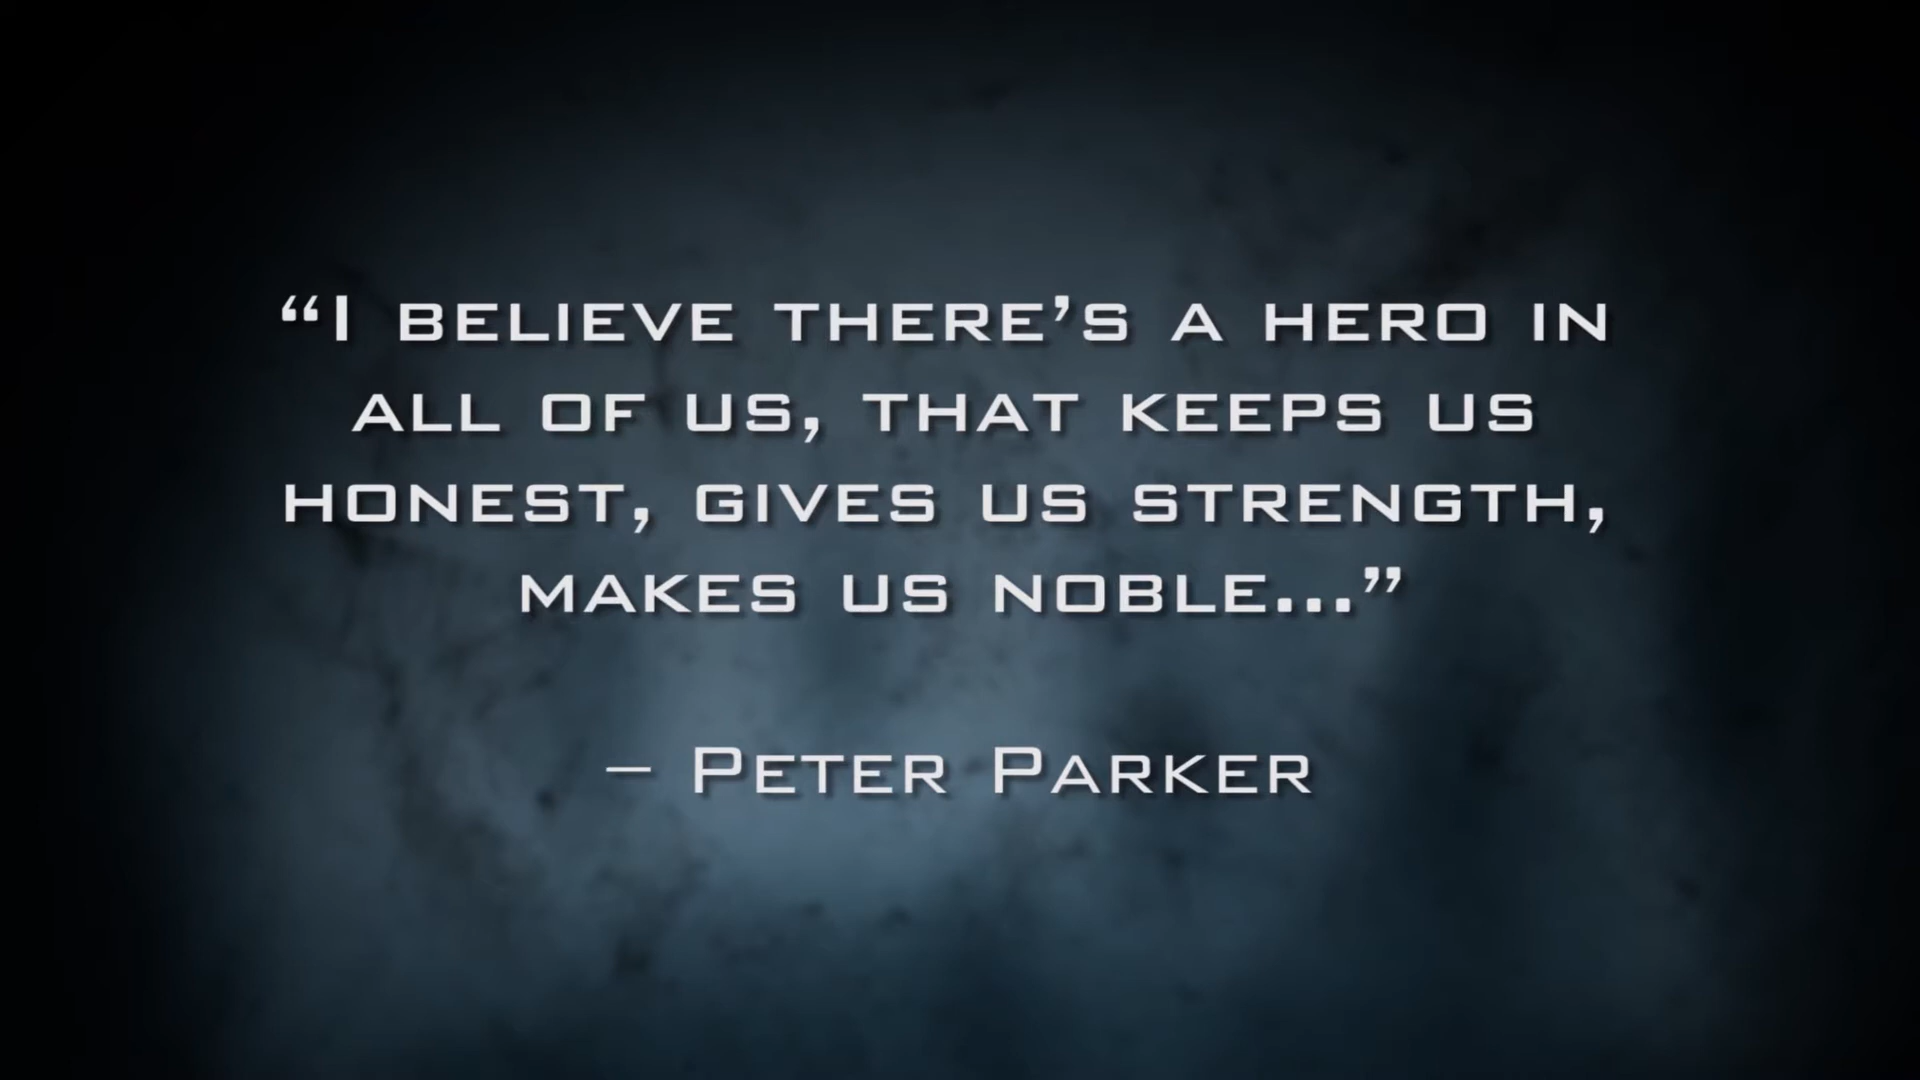 “I BELIEVE THERE’S A HERO IN
ALL OF US, THAT KEEPS US
HONEST, GIVES US STRENGTH,
MAKES US NOBLE...”
– PETER PARKER